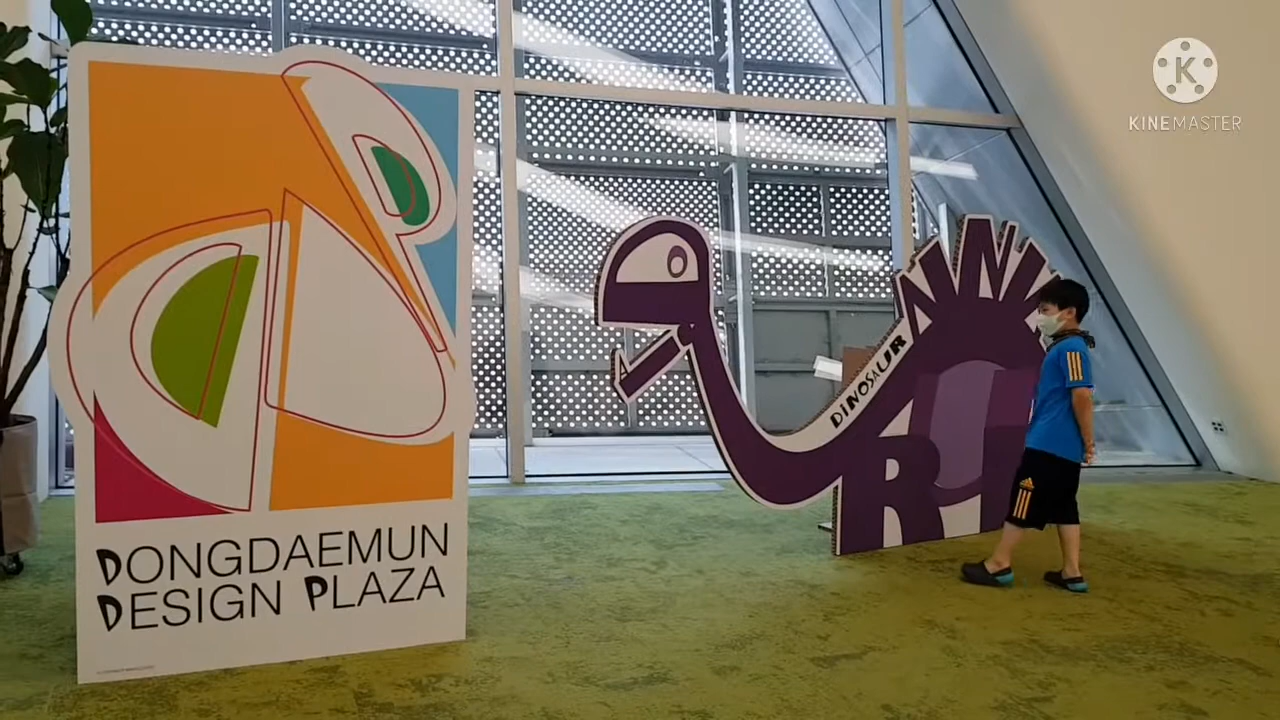 DONGDAEMUN
DESIGN PLAZA
DINOSAUR
A
R
K
KINEMASTER